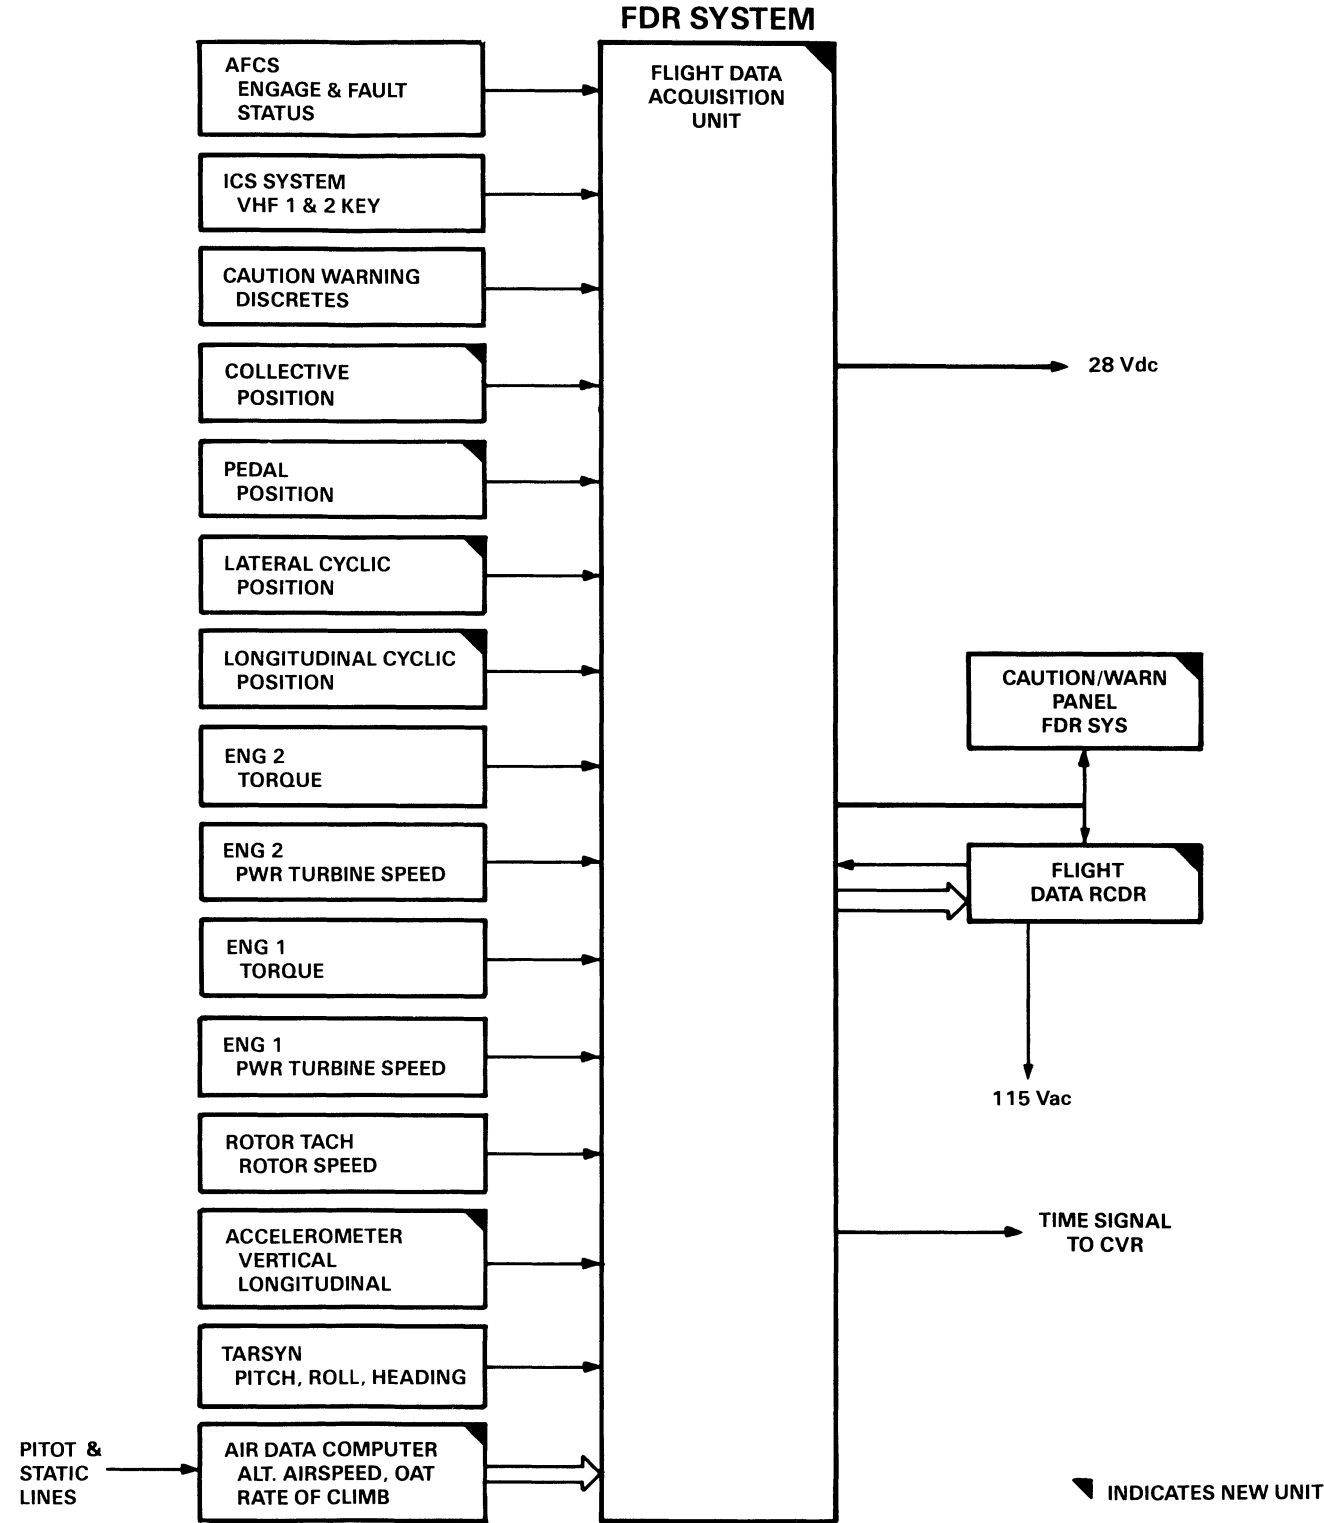 FDR SYSTEM
AFCS
ENGAGE & FAULT
STATUS
ICS SYSTEM
VHF 1 & 2 KEY
CAUTION WARNING
DISCRETES
COLLECTIVE
POSITION
PEDAL
POSITION
LATERAL CYCLIC
POSITION
LONGITUDINAL CYCLIC
POSITION
ENG 2
TORQUE
ENG 2
PWR TURBINE SPEED
ENG 1
TORQUE
ENG 1
PWR TURBINE SPEED
ROTOR TACH
ROTOR SPEED
ACCELEROMETER
VERTICAL
LONGITUDINAL
TARSYN
PITCH, ROLL, HEADING
PITOT &
STATIC
LINES
AIR DATA COMPUTER
ALT. AIRSPEED, OAT
RATE OF CLIMB
FLIGHT DATA
ACQUISITION
UNIT
28 Vdc
CAUTION/WARN
PANEL
FDR SYS
FLIGHT
DATA RCDR
115 Vac
TIME SIGNAL
TO CVR
INDICATES NEW UNIT